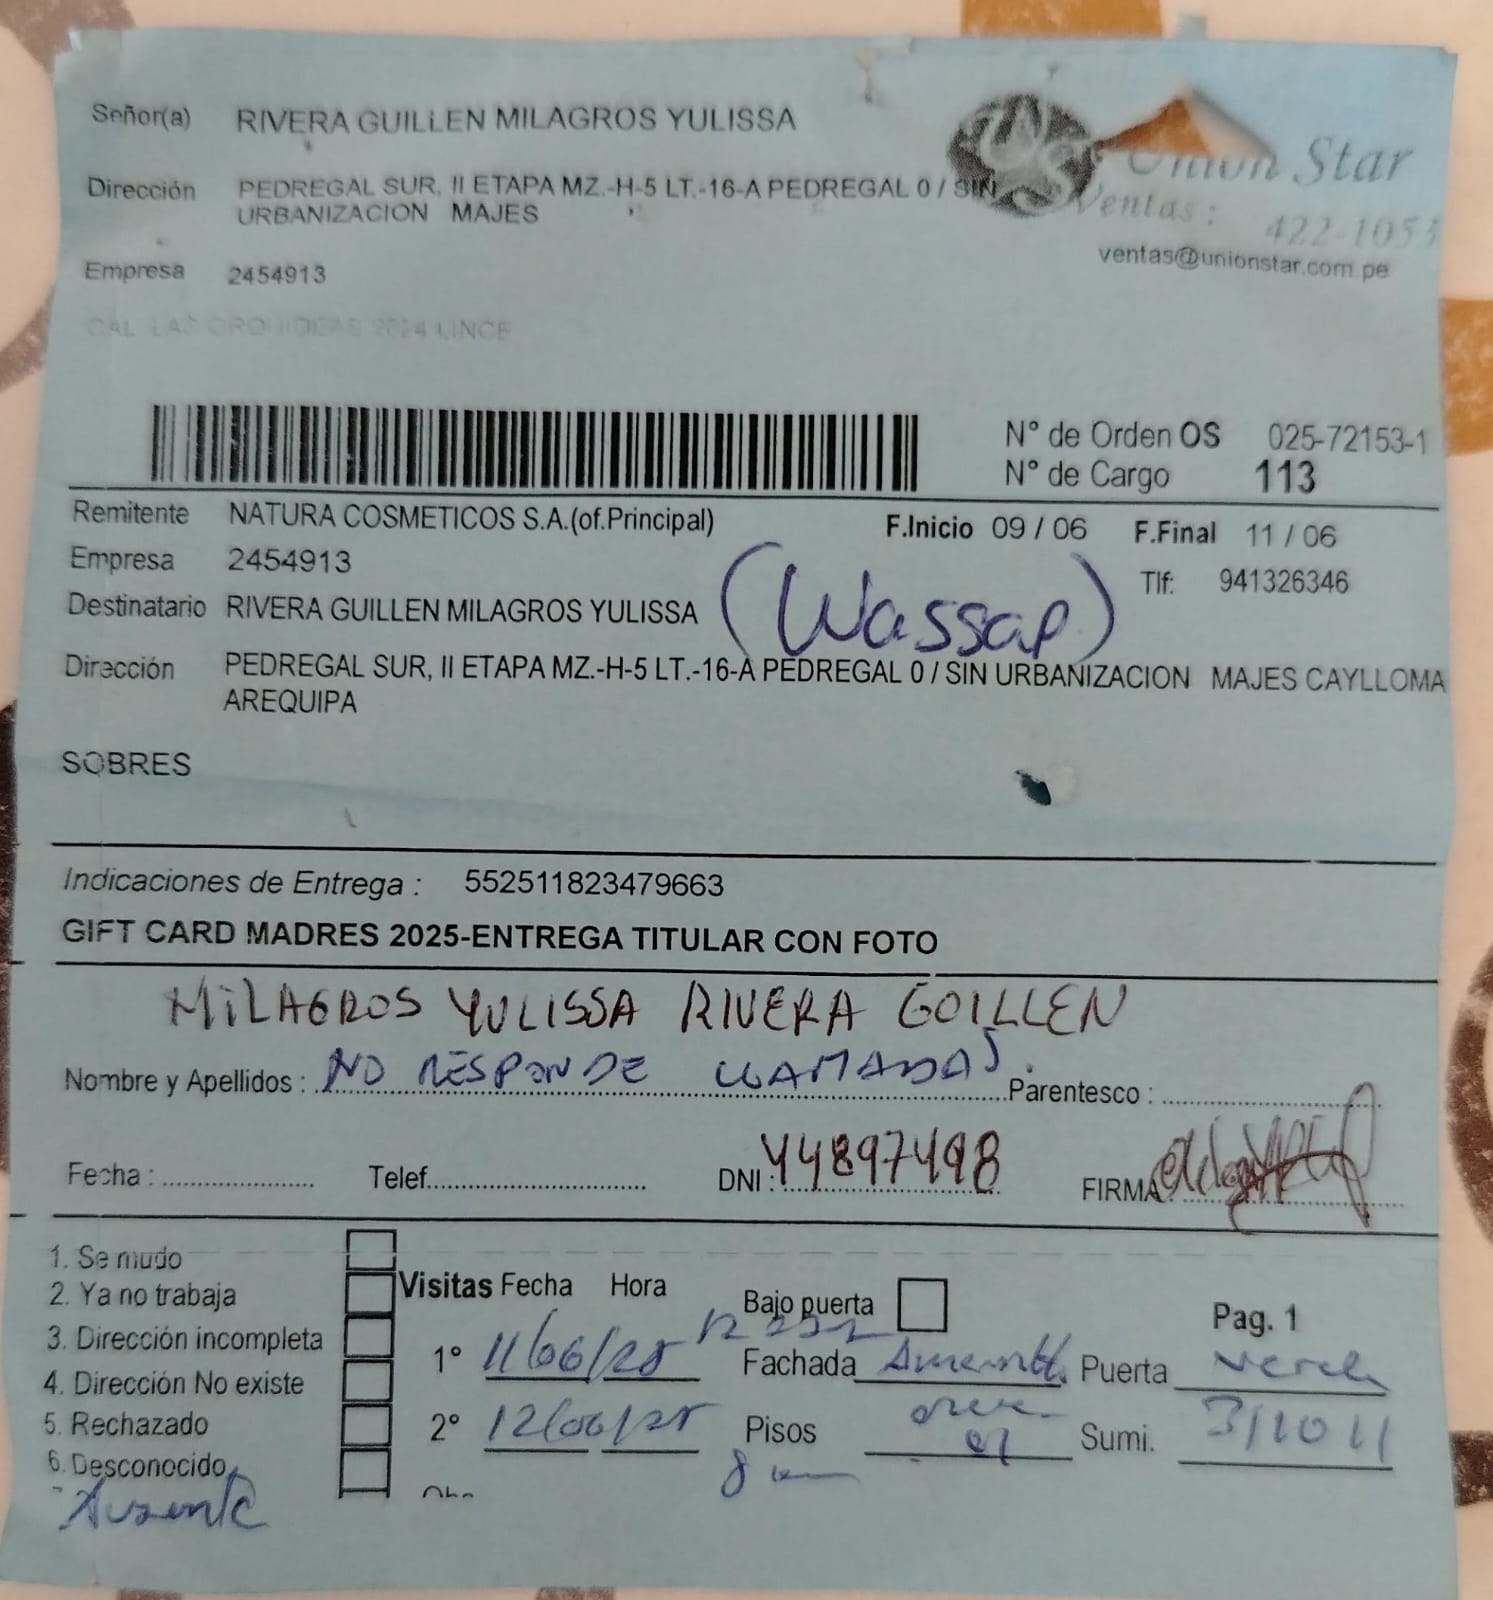 Señor(a) RIVERA GUILLEN MILAGROS YULISSA
Union Star
Dirección PEDREGAL SUR, II ETAPA MZ.-H-5 LT.-16-A PEDREGAL 0 / SIN
URBANIZACION MAJES
Ventas :
422-1053
ventas@unionstar.com.pe
Empresa 2454913
CAL LAS ORQUIDEAS LINCE
N° de Orden OS 025-72153-1
N° de Cargo 113
Remitente NATURA COSMETICOS S.A.(of.Principal) F.Inicio 09 / 06 F.Final 11 / 06
Empresa 2454913 Tlf: 941326346
Destinatario RIVERA GUILLEN MILAGROS YULISSA (Wassap)
Dirección PEDREGAL SUR, II ETAPA MZ.-H-5 LT.-16-A PEDREGAL 0 / SIN URBANIZACION MAJES CAYLLOMA
AREQUIPA
SOBRES
Indicaciones de Entrega : 552511823479663
GIFT CARD MADRES 2025-ENTREGA TITULAR CON FOTO
MiLAGROS YULISSA RIVERA GOILLEN
Nombre y Apellidos : NO RESPONDE LLAMADAS. Parentesco :
Fecha : Telef. DNI : 44897498 FIRMA
1. Se mudo
2. Ya no trabaja Visitas Fecha Hora Bajo puerta Pag. 1
3. Dirección incompleta
1° 11/06/25 Fachada Puerta
4. Dirección No existe
5. Rechazado 2° 12/06/25 Pisos 01 Sumi.
6. Desconocido
Ausente